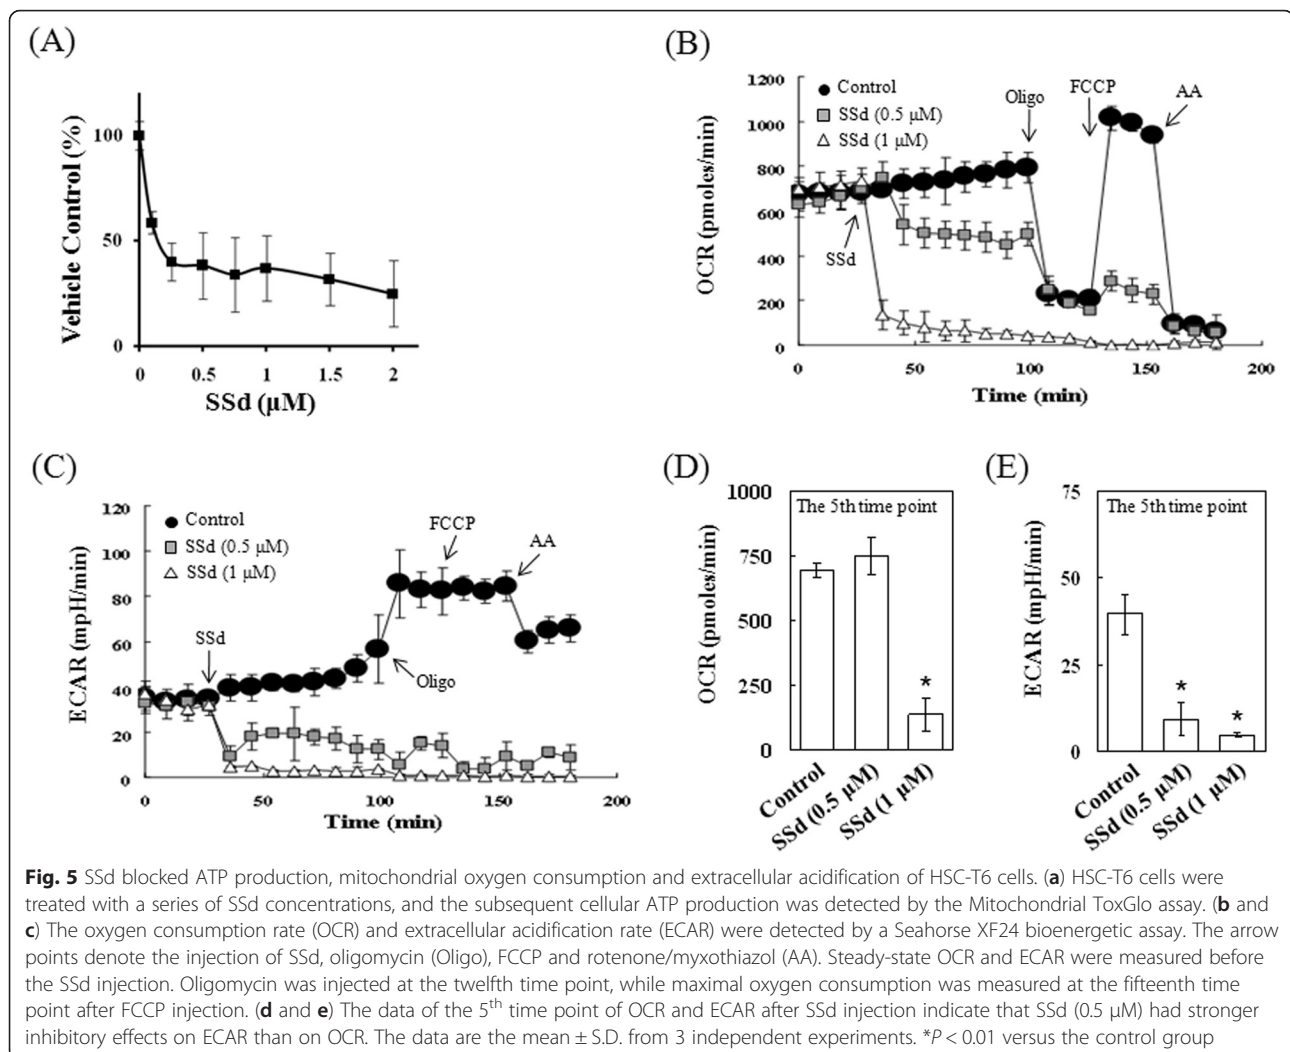 (A)
Vehicle Control (%)
100
50
0
0 0.5 1 1.5 2
SSd (µM)
(B)
OCR (pmoles/min)
1200
1000
800
600
400
200
0
Control
SSd (0.5 µM)
SSd (1 µM)
SSd
Oligo
FCCP
AA
0 50 100 150 200
Time (min)
(C)
ECAR (mpH/min)
120
100
80
60
40
20
0
Control
SSd (0.5 µM)
SSd (1 µM)
SSd
Oligo
FCCP
AA
0 50 100 150 200
Time (min)
(D)
OCR (pmoles/min)
1000
750
500
250
0
The 5th time point
*
Control
SSd (0.5 µM)
SSd (1 µM)
(E)
ECAR (mpH/min)
75
50
25
0
The 5th time point
*
*
Control
SSd (0.5 µM)
SSd (1 µM)
Fig. 5 SSd blocked ATP production, mitochondrial oxygen consumption and extracellular acidification of HSC-T6 cells. (a) HSC-T6 cells were
treated with a series of SSd concentrations, and the subsequent cellular ATP production was detected by the Mitochondrial ToxGlo assay. (b and
c) The oxygen consumption rate (OCR) and extracellular acidification rate (ECAR) were detected by a Seahorse XF24 bioenergetic assay. The arrow
points denote the injection of SSd, oligomycin (Oligo), FCCP and rotenone/myxothiazol (AA). Steady-state OCR and ECAR were measured before
the SSd injection. Oligomycin was injected at the twelfth time point, while maximal oxygen consumption was measured at the fifteenth time
point after FCCP injection. (d and e) The data of the 5th time point of OCR and ECAR after SSd injection indicate that SSd (0.5 µM) had stronger
inhibitory effects on ECAR than on OCR. The data are the mean ± S.D. from 3 independent experiments. *P < 0.01 versus the control group